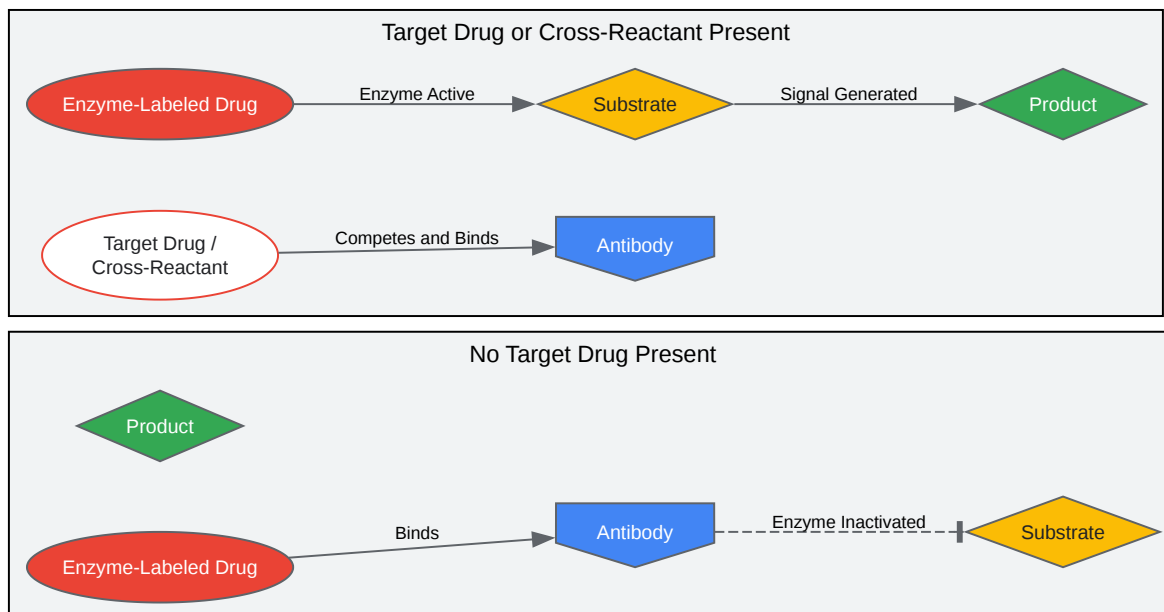 Target Drug or Cross-Reactant Present
Enzyme-Labeled Drug
Enzyme Active
Substrate
Signal Generated
Product
Target Drug /
Cross-Reactant
Competes and Binds
Antibody
No Target Drug Present
Product
Enzyme-Labeled Drug
Binds
Antibody
Enzyme Inactivated
Substrate